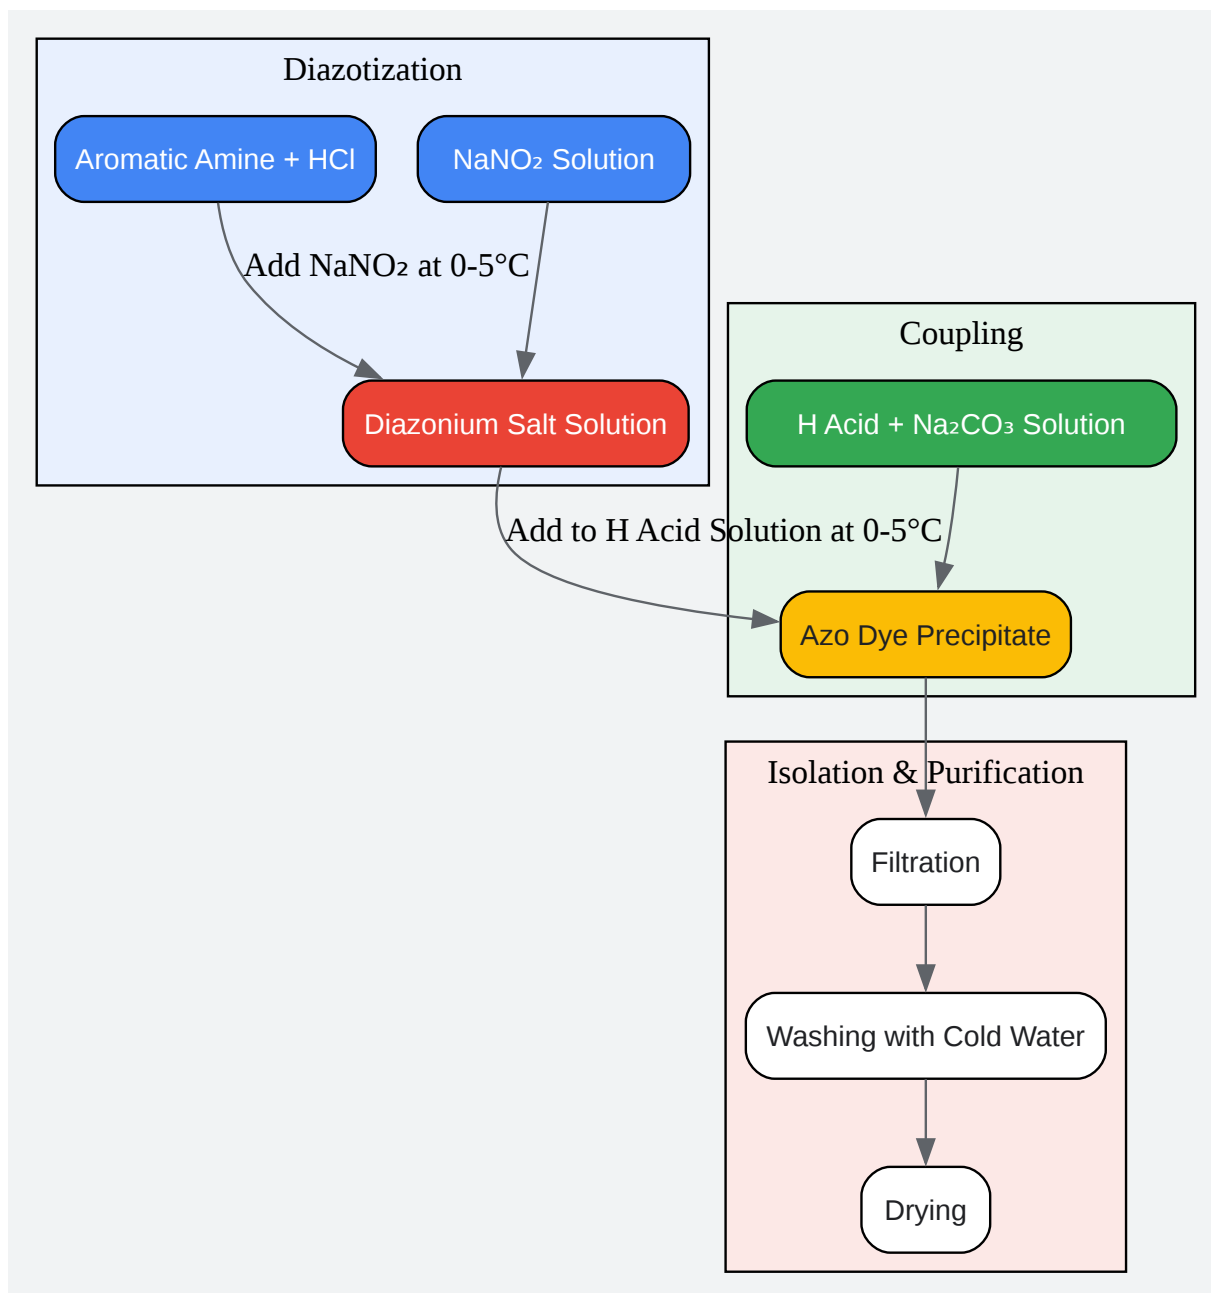 Diazotization
Aromatic Amine + HCl
NaNO₂ Solution
Add NaNO₂ at 0-5°C
Diazonium Salt Solution
Coupling
H Acid + Na₂CO₃ Solution
Add to H Acid Solution at 0-5°C
Azo Dye Precipitate
Isolation & Purification
Filtration
Washing with Cold Water
Drying